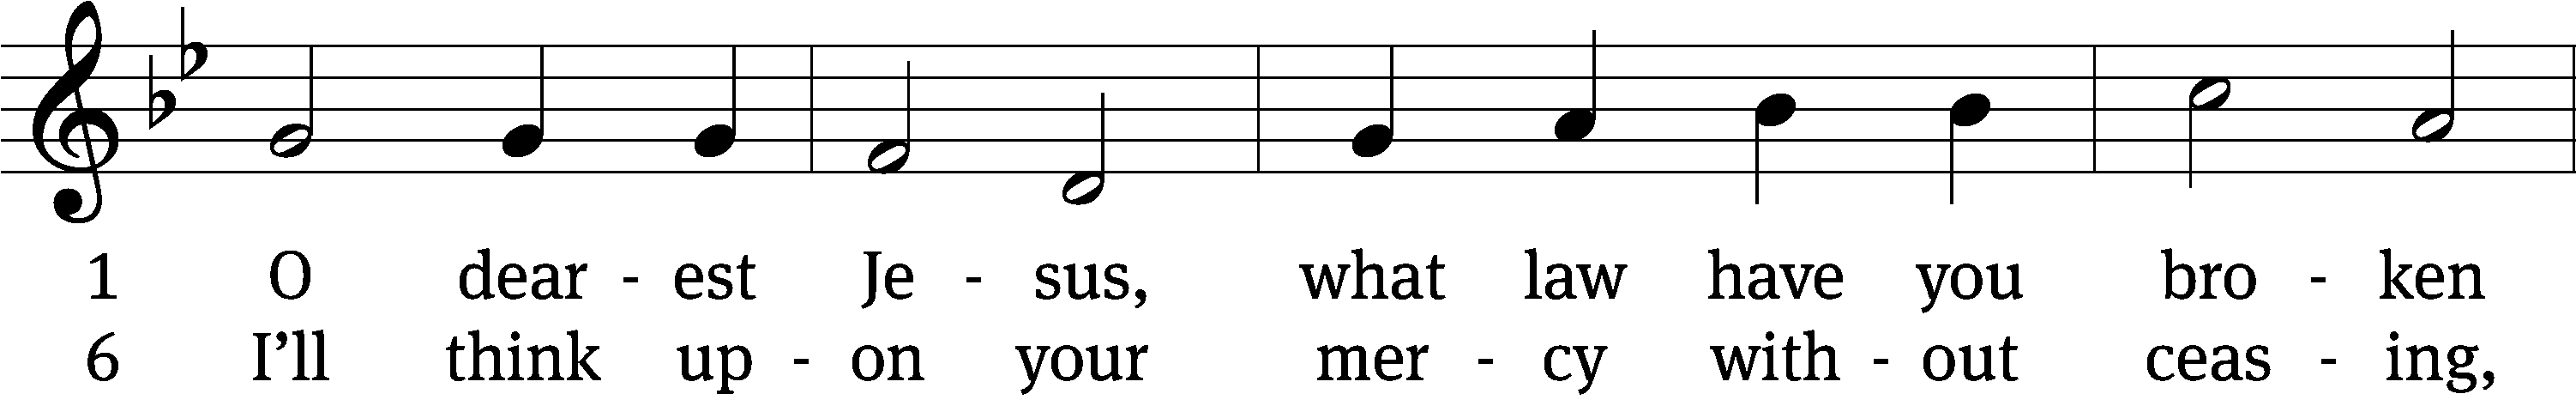 1 O dear - est Je - sus, what law have you bro - ken
6 I’ll think up - on your mer - cy with - out ceas - ing,